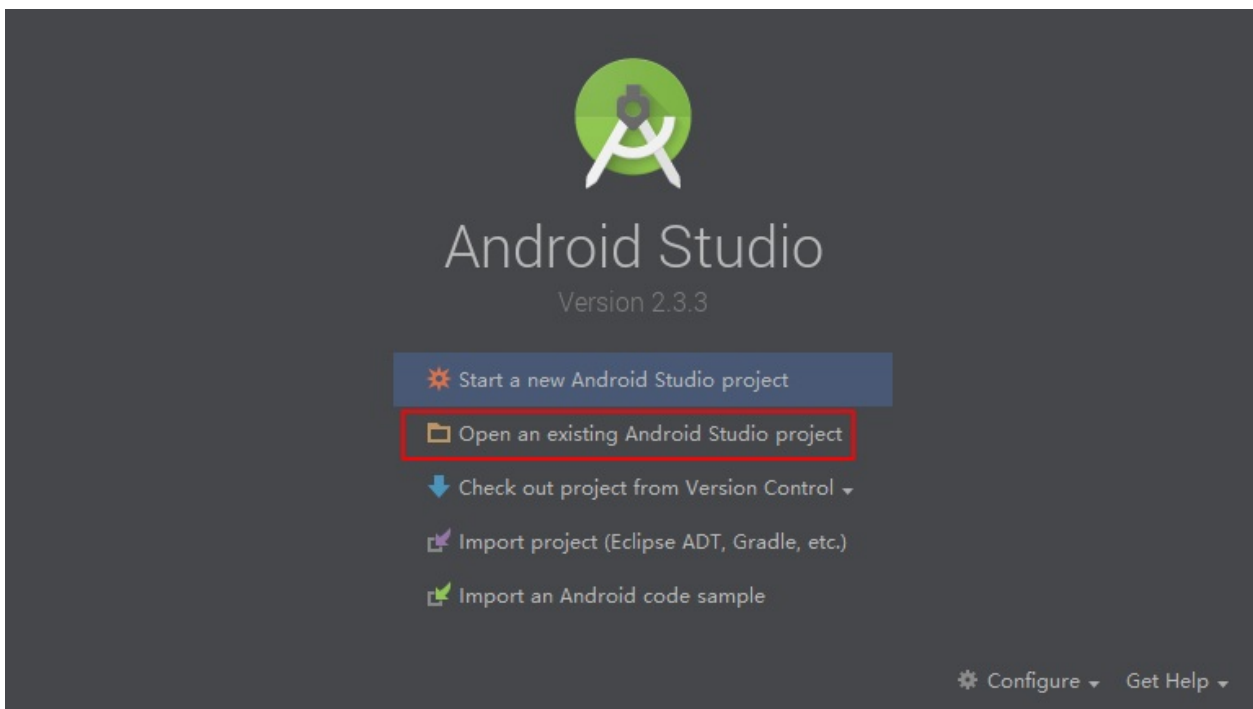 Android Studio
Version 2.3.3
Start a new Android Studio project
Open an existing Android Studio project
Check out project from Version Control
Import project (Eclipse ADT, Gradle, etc.)
Import an Android code sample
Configure Get Help